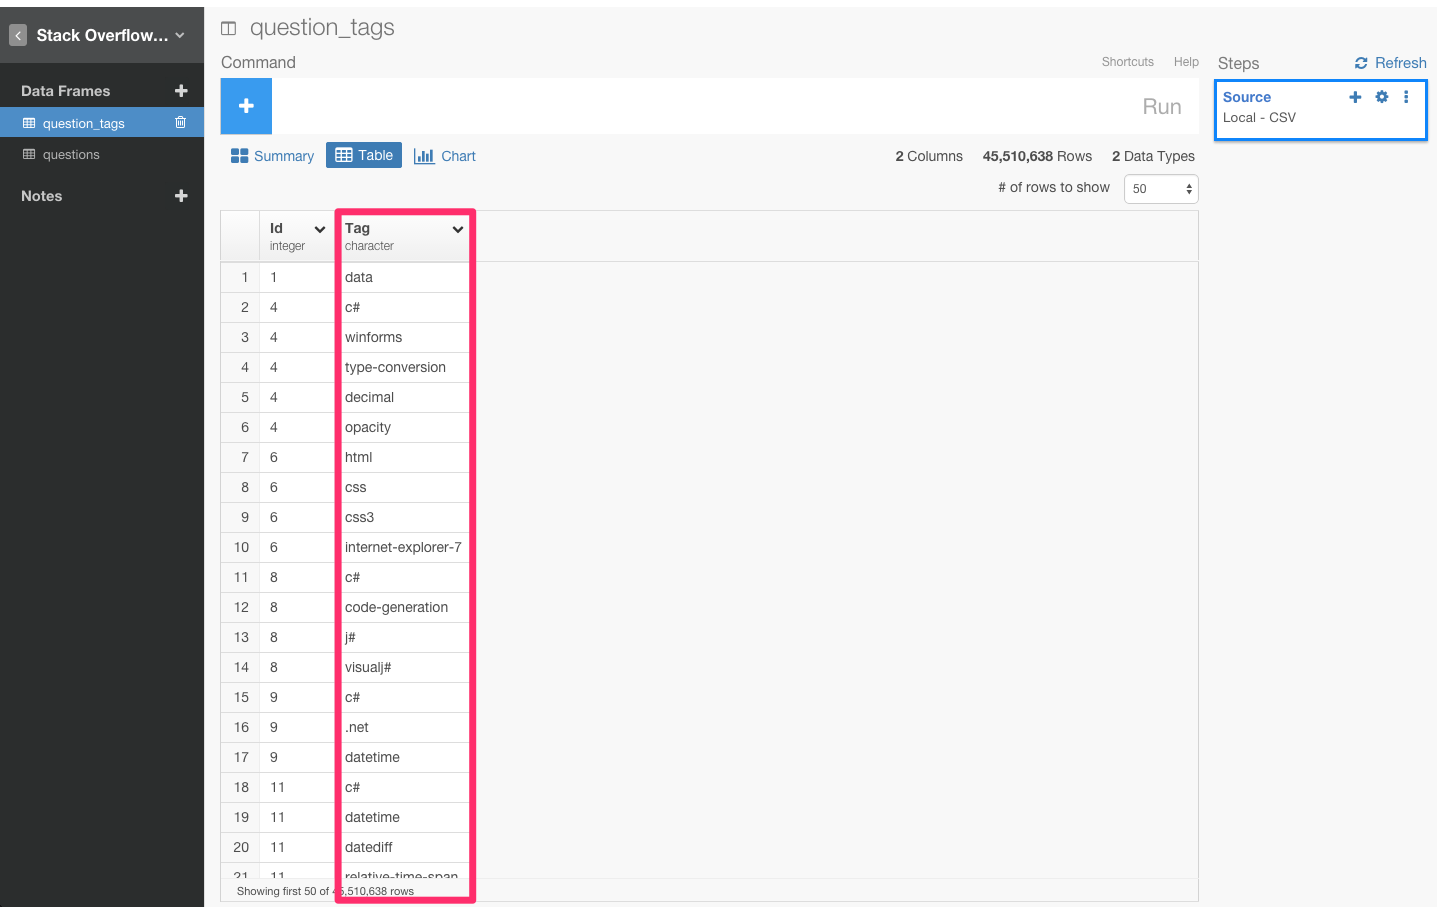 Stack Overflow...
Data Frames
question_tags
questions
Notes
question_tags
Command
Shortcuts Help
Run
Summary Table Chart
2 Columns 45,510,638 Rows 2 Data Types
# of rows to show 50
Id Tag
integer character
1 1 data
2 4 c#
3 4 winforms
4 4 type-conversion
5 4 decimal
6 4 opacity
7 6 html
8 6 css
9 6 css3
10 6 internet-explorer-7
11 8 c#
12 8 code-generation
13 8 j#
14 8 visualj#
15 9 c#
16 9 .net
17 9 datetime
18 11 c#
19 11 datetime
20 11 datediff
21 11 relative-time-span
Showing first 50 of 45,510,638 rows
Steps Refresh
Source
Local - CSV